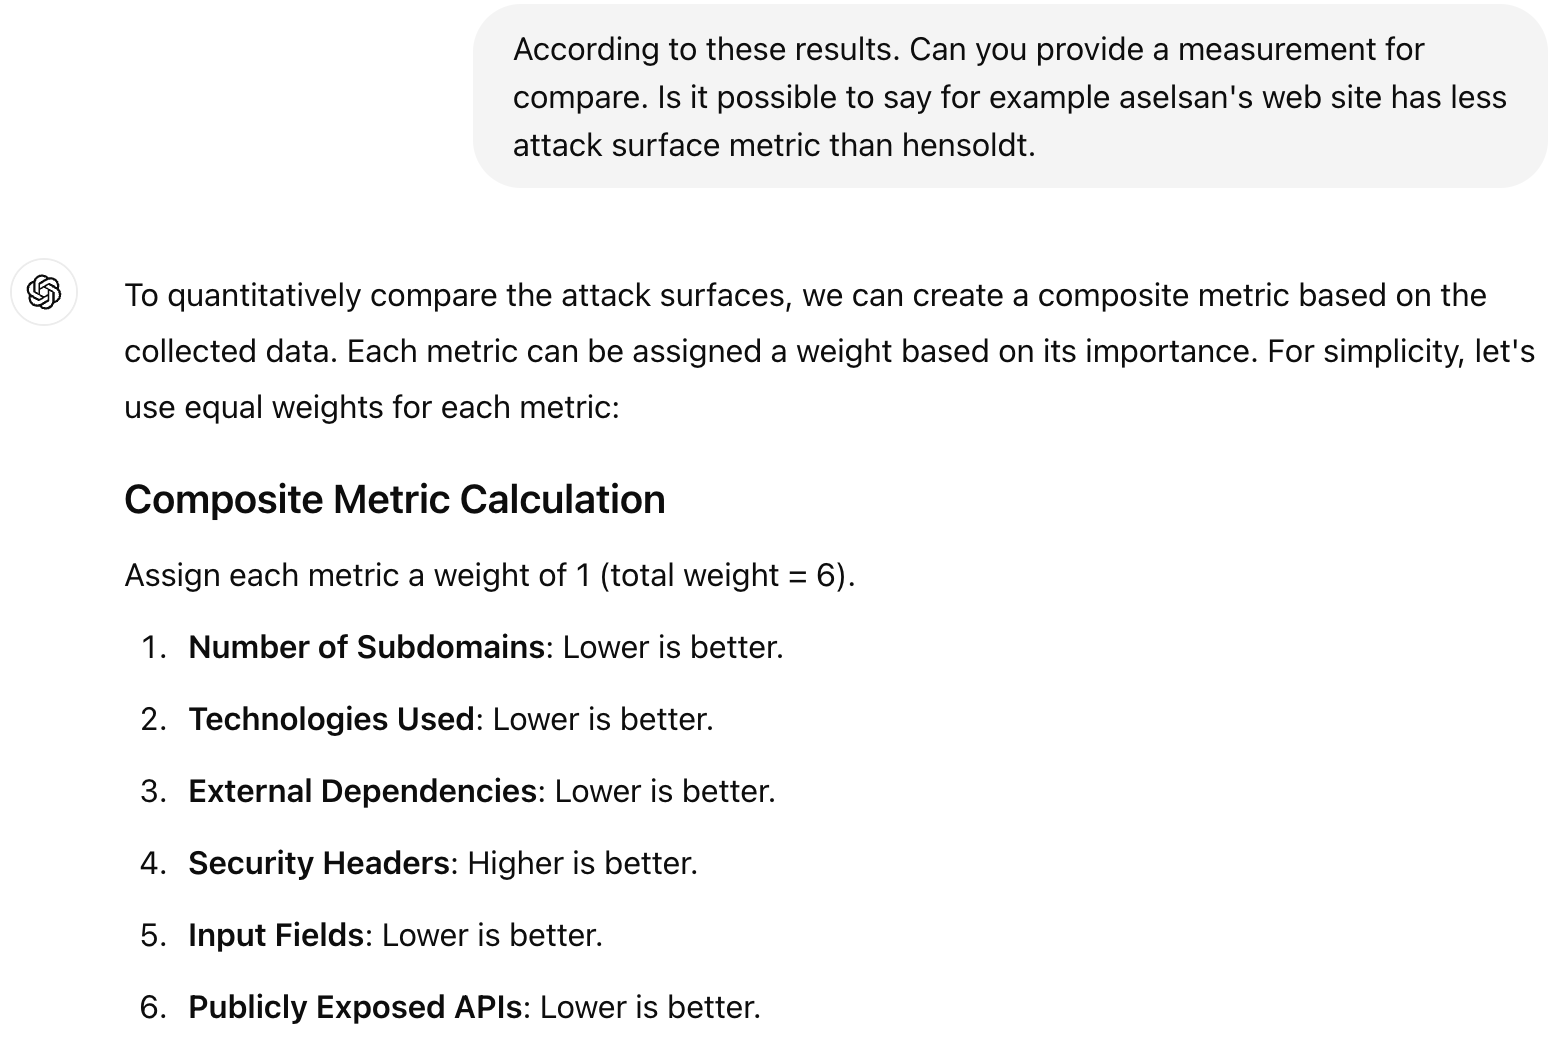 According to these results. Can you provide a measurement for
compare. Is it possible to say for example aselsan's web site has less
attack surface metric than hensoldt.
To quantitatively compare the attack surfaces, we can create a composite metric based on the
collected data. Each metric can be assigned a weight based on its importance. For simplicity, let's
use equal weights for each metric:
Composite Metric Calculation
Assign each metric a weight of 1 (total weight = 6).
1. Number of Subdomains: Lower is better.
2. Technologies Used: Lower is better.
3. External Dependencies: Lower is better.
4. Security Headers: Higher is better.
5. Input Fields: Lower is better.
6. Publicly Exposed APIs: Lower is better.